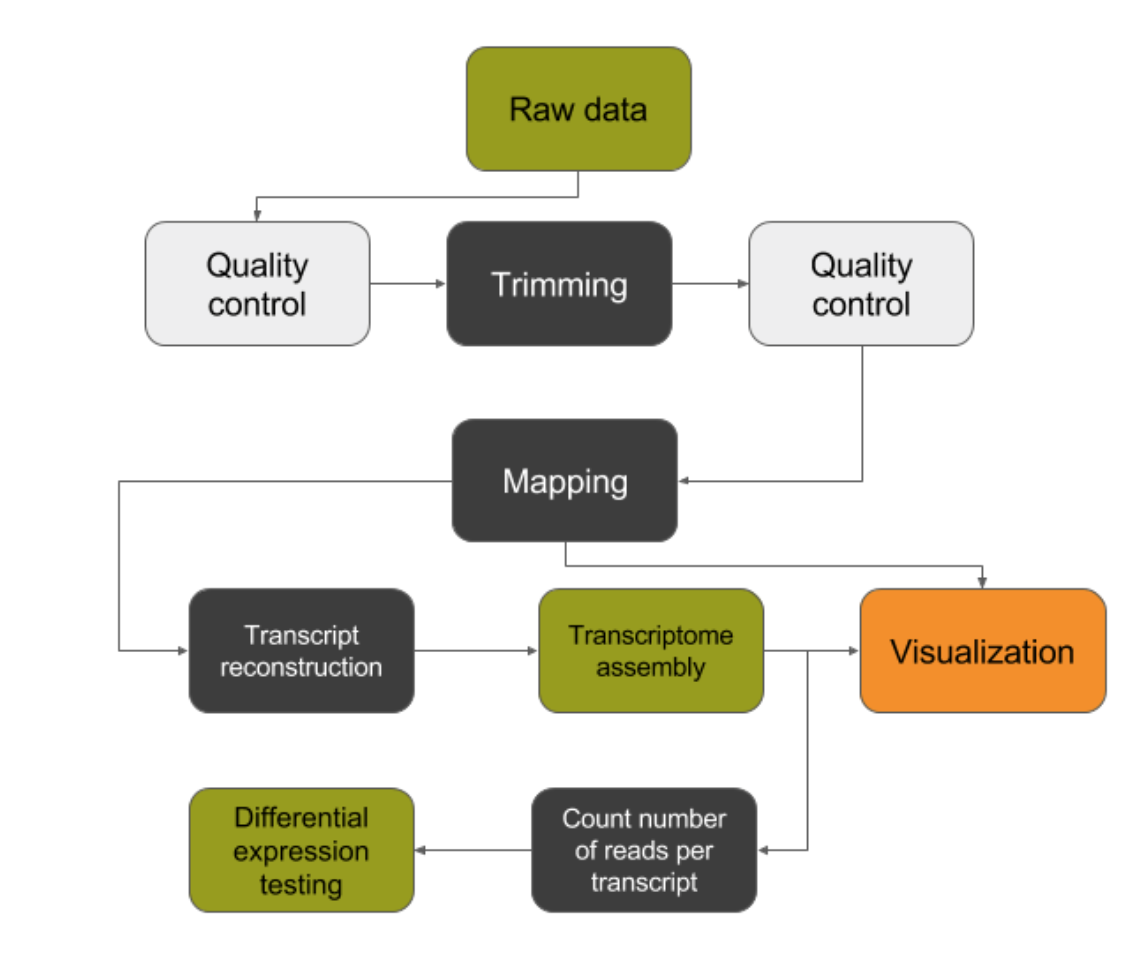 Raw data
Quality
control
Trimming
Quality
control
Mapping
Transcript
reconstruction
Transcriptome
assembly
Visualization
Differential
expression
testing
Count number
of reads per
transcript